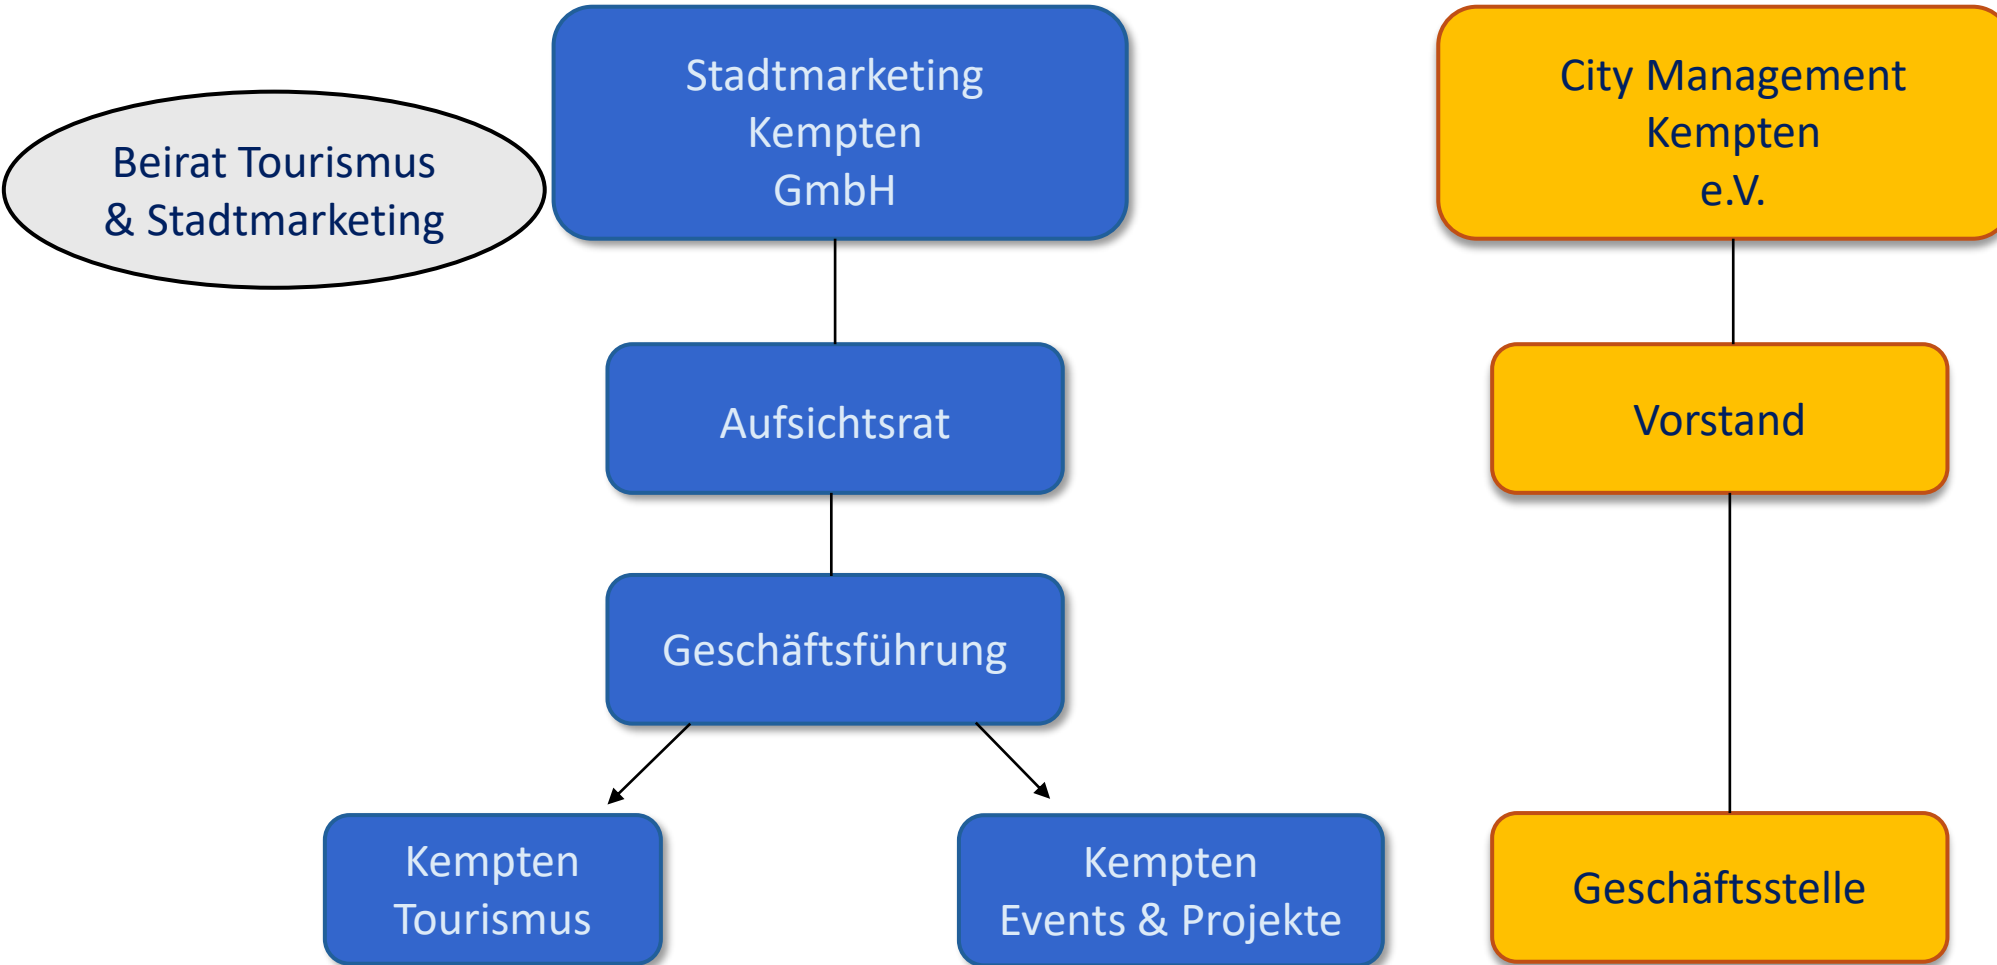 Beirat Tourismus
& Stadtmarketing
Stadtmarketing
Kempten
GmbH
City Management
Kempten
e.V.
Aufsichtsrat
Vorstand
Geschäftsführung
Kempten
Tourismus
Kempten
Events & Projekte
Geschäftsstelle